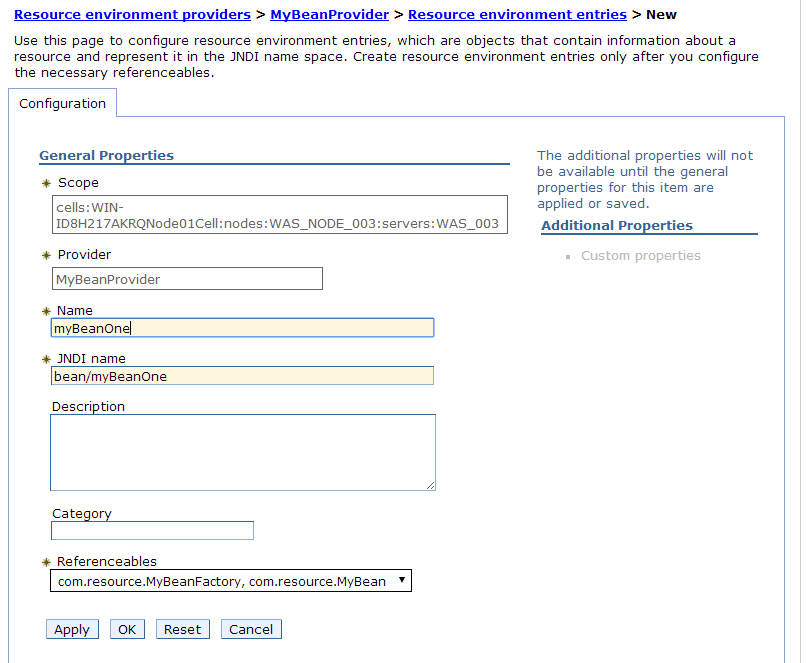 Resource environment providers > MyBeanProvider > Resource environment entries > New
Use this page to configure resource environment entries, which are objects that contain information about a
resource and represent it in the JNDI name space. Create resource environment entries only after you configure
the necessary referenceables.
Configuration
General Properties
Scope
cells:WIN-
ID8H217AKRQNode01Cell:nodes:WAS_NODE_003:servers:WAS_003
Provider
MyBeanProvider
Name
myBeanOne
JNDI name
bean/myBeanOne
Description
Category
Referenceables
com.resource.MyBeanFactory, com.resource.MyBean
Apply
OK
Reset
Cancel
The additional properties will not
be available until the general
properties for this item are
applied or saved.
Additional Properties
Custom properties